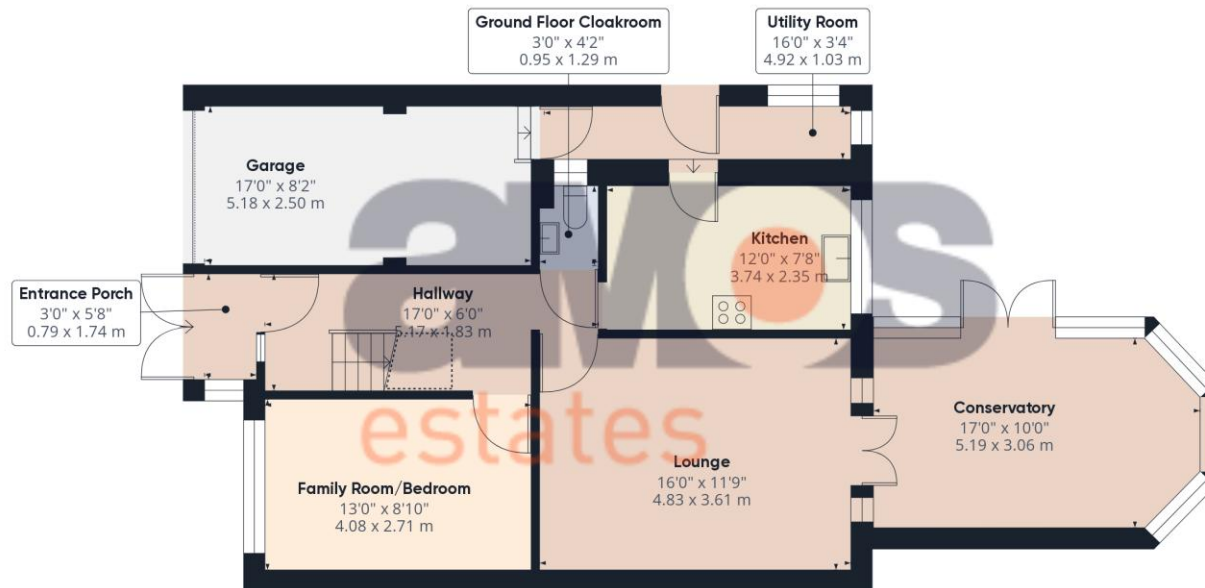 Ground Floor Cloakroom
3'0" x 4'2"
0.95 x 1.29 m
Utility Room
16'0" x 3'4"
4.92 x 1.03 m
Garage
17'0" x 8'2"
5.18 x 2.50 m
Kitchen
12'0" x 7'8"
3.74 x 2.35 m
Entrance Porch
3'0" x 5'8"
0.79 x 1.74 m
Hallway
17'0" x 6'0"
5.17 x 1.83 m
amos
estates
Conservatory
17'0" x 10'0"
5.19 x 3.06 m
Lounge
16'0" x 11'9"
4.83 x 3.61 m
Family Room/Bedroom
13'0" x 8'10"
4.08 x 2.71 m